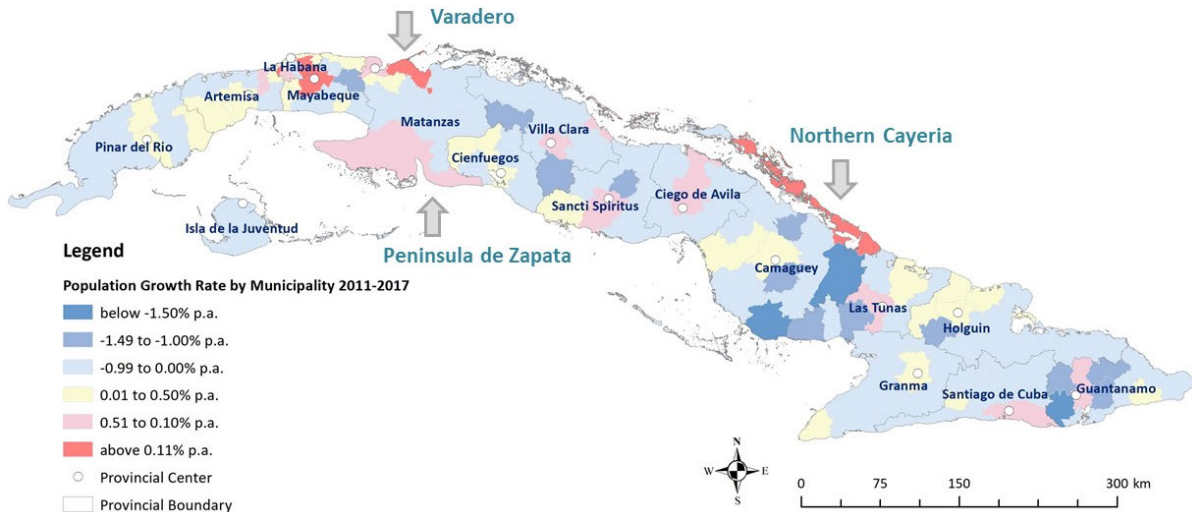 Varadero
La Habana
Artemisa
Mayabeque
Matanzas
Villa Clara
Northern Cayeria
Pinar del Rio
Cienfuegos
Ciego de Avila
Sancti Spiritus
Isla de la Juventud
Peninsula de Zapata
Camaguey
Las Tunas
Holguin
Granma
Santiago de Cuba
Guantanamo
Legend
Population Growth Rate by Municipality 2011-2017
below -1.50% p.a.
-1.49 to -1.00% p.a.
-0.99 to 0.00% p.a.
0.01 to 0.50% p.a.
0.51 to 0.10% p.a.
above 0.11% p.a.
Provincial Center
Provincial Boundary
N
W E
S
0 75 150 300 km